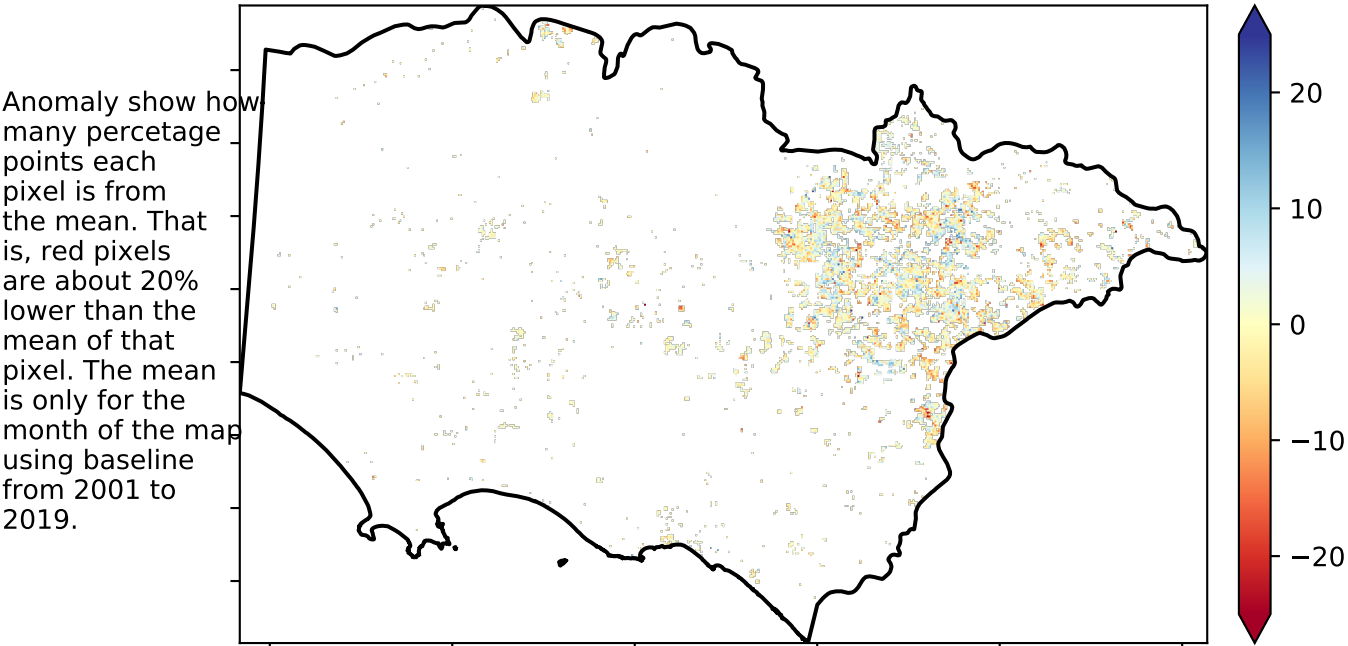 Anomaly show how
many percetage
points each
pixel is from
the mean. That
is, red pixels
are about 20%
lower than the
mean of that
pixel. The mean
is only for the
month of the map
using baseline
from 2001 to
2019.
20
10
0
−10
−20